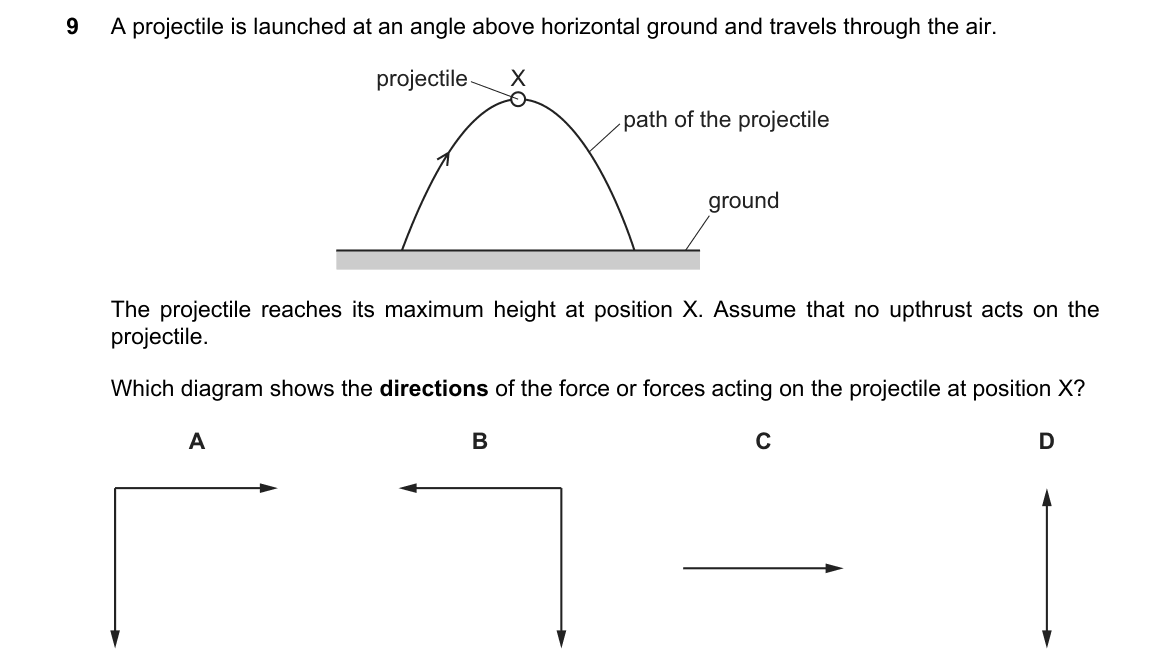 9 A projectile is launched at an angle above horizontal ground and travels through the air.
projectile
X
path of the projectile
ground
The projectile reaches its maximum height at position X. Assume that no upthrust acts on the
projectile.
Which diagram shows the directions of the force or forces acting on the projectile at position X?
A B C D